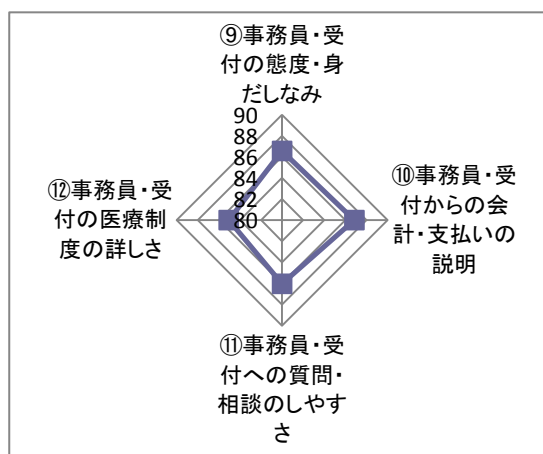 ⑨事務員・受
付の態度・身
だしなみ
90
88
86
84
82
80
⑩事務員・受
付からの会
計・支払いの
説明
⑪事務員・受
付への質問・
相談のしやす
さ
⑫事務員・受
付の医療制
度の詳しさ